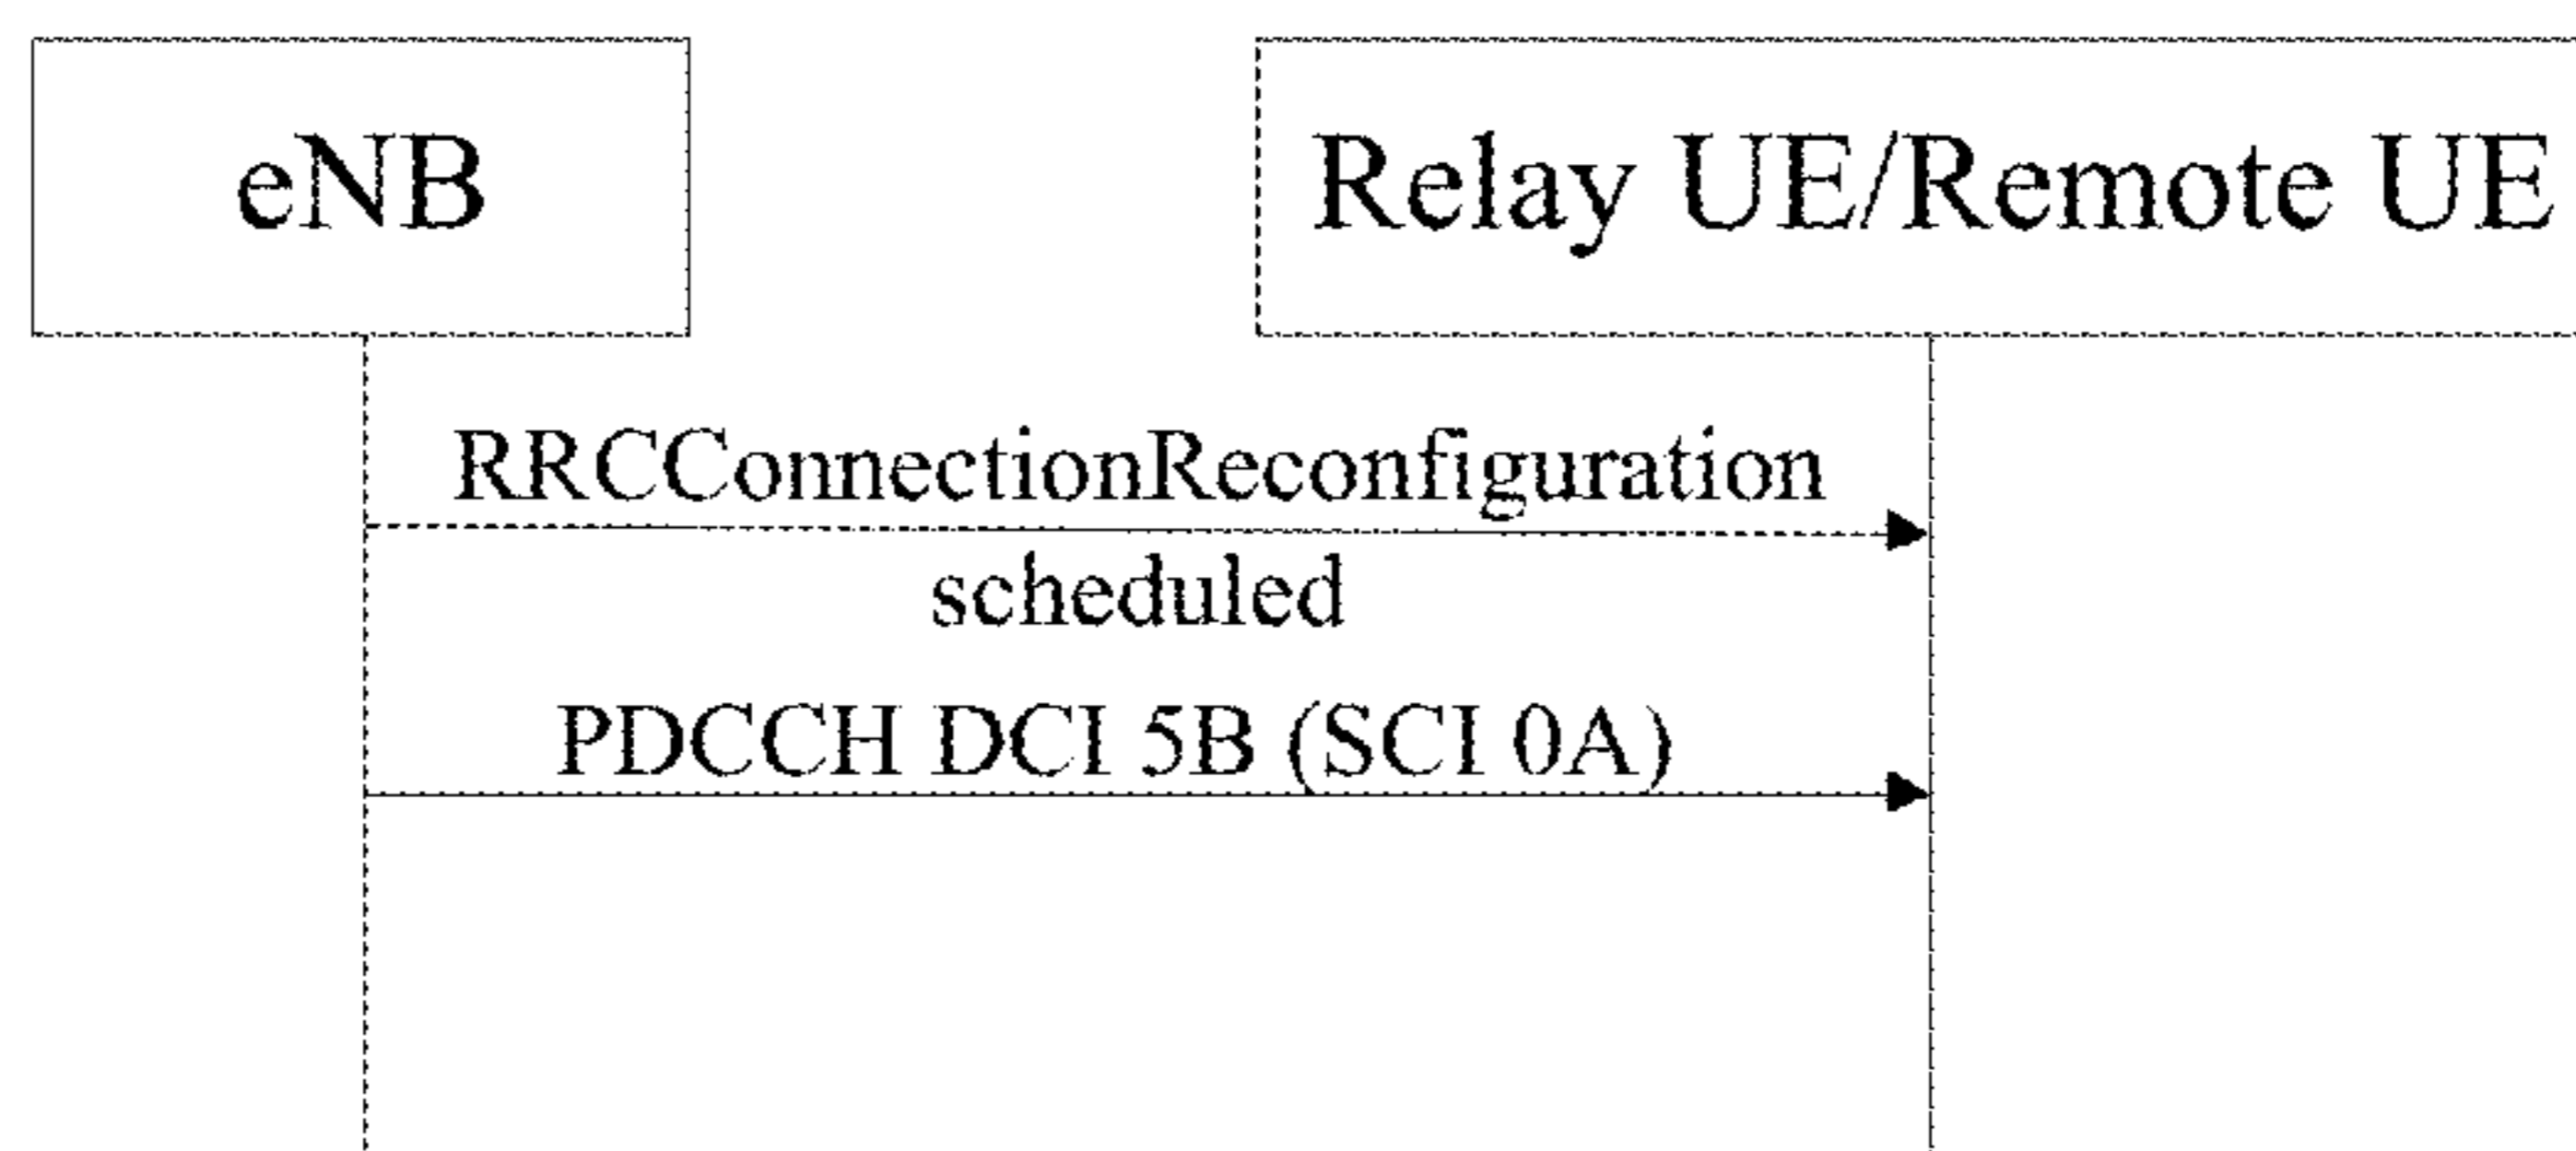 eNB
Relay UE/Remote UE
RRCConnectionReconfiguration
scheduled
PDCCH DCI 5B (SCI 0A)